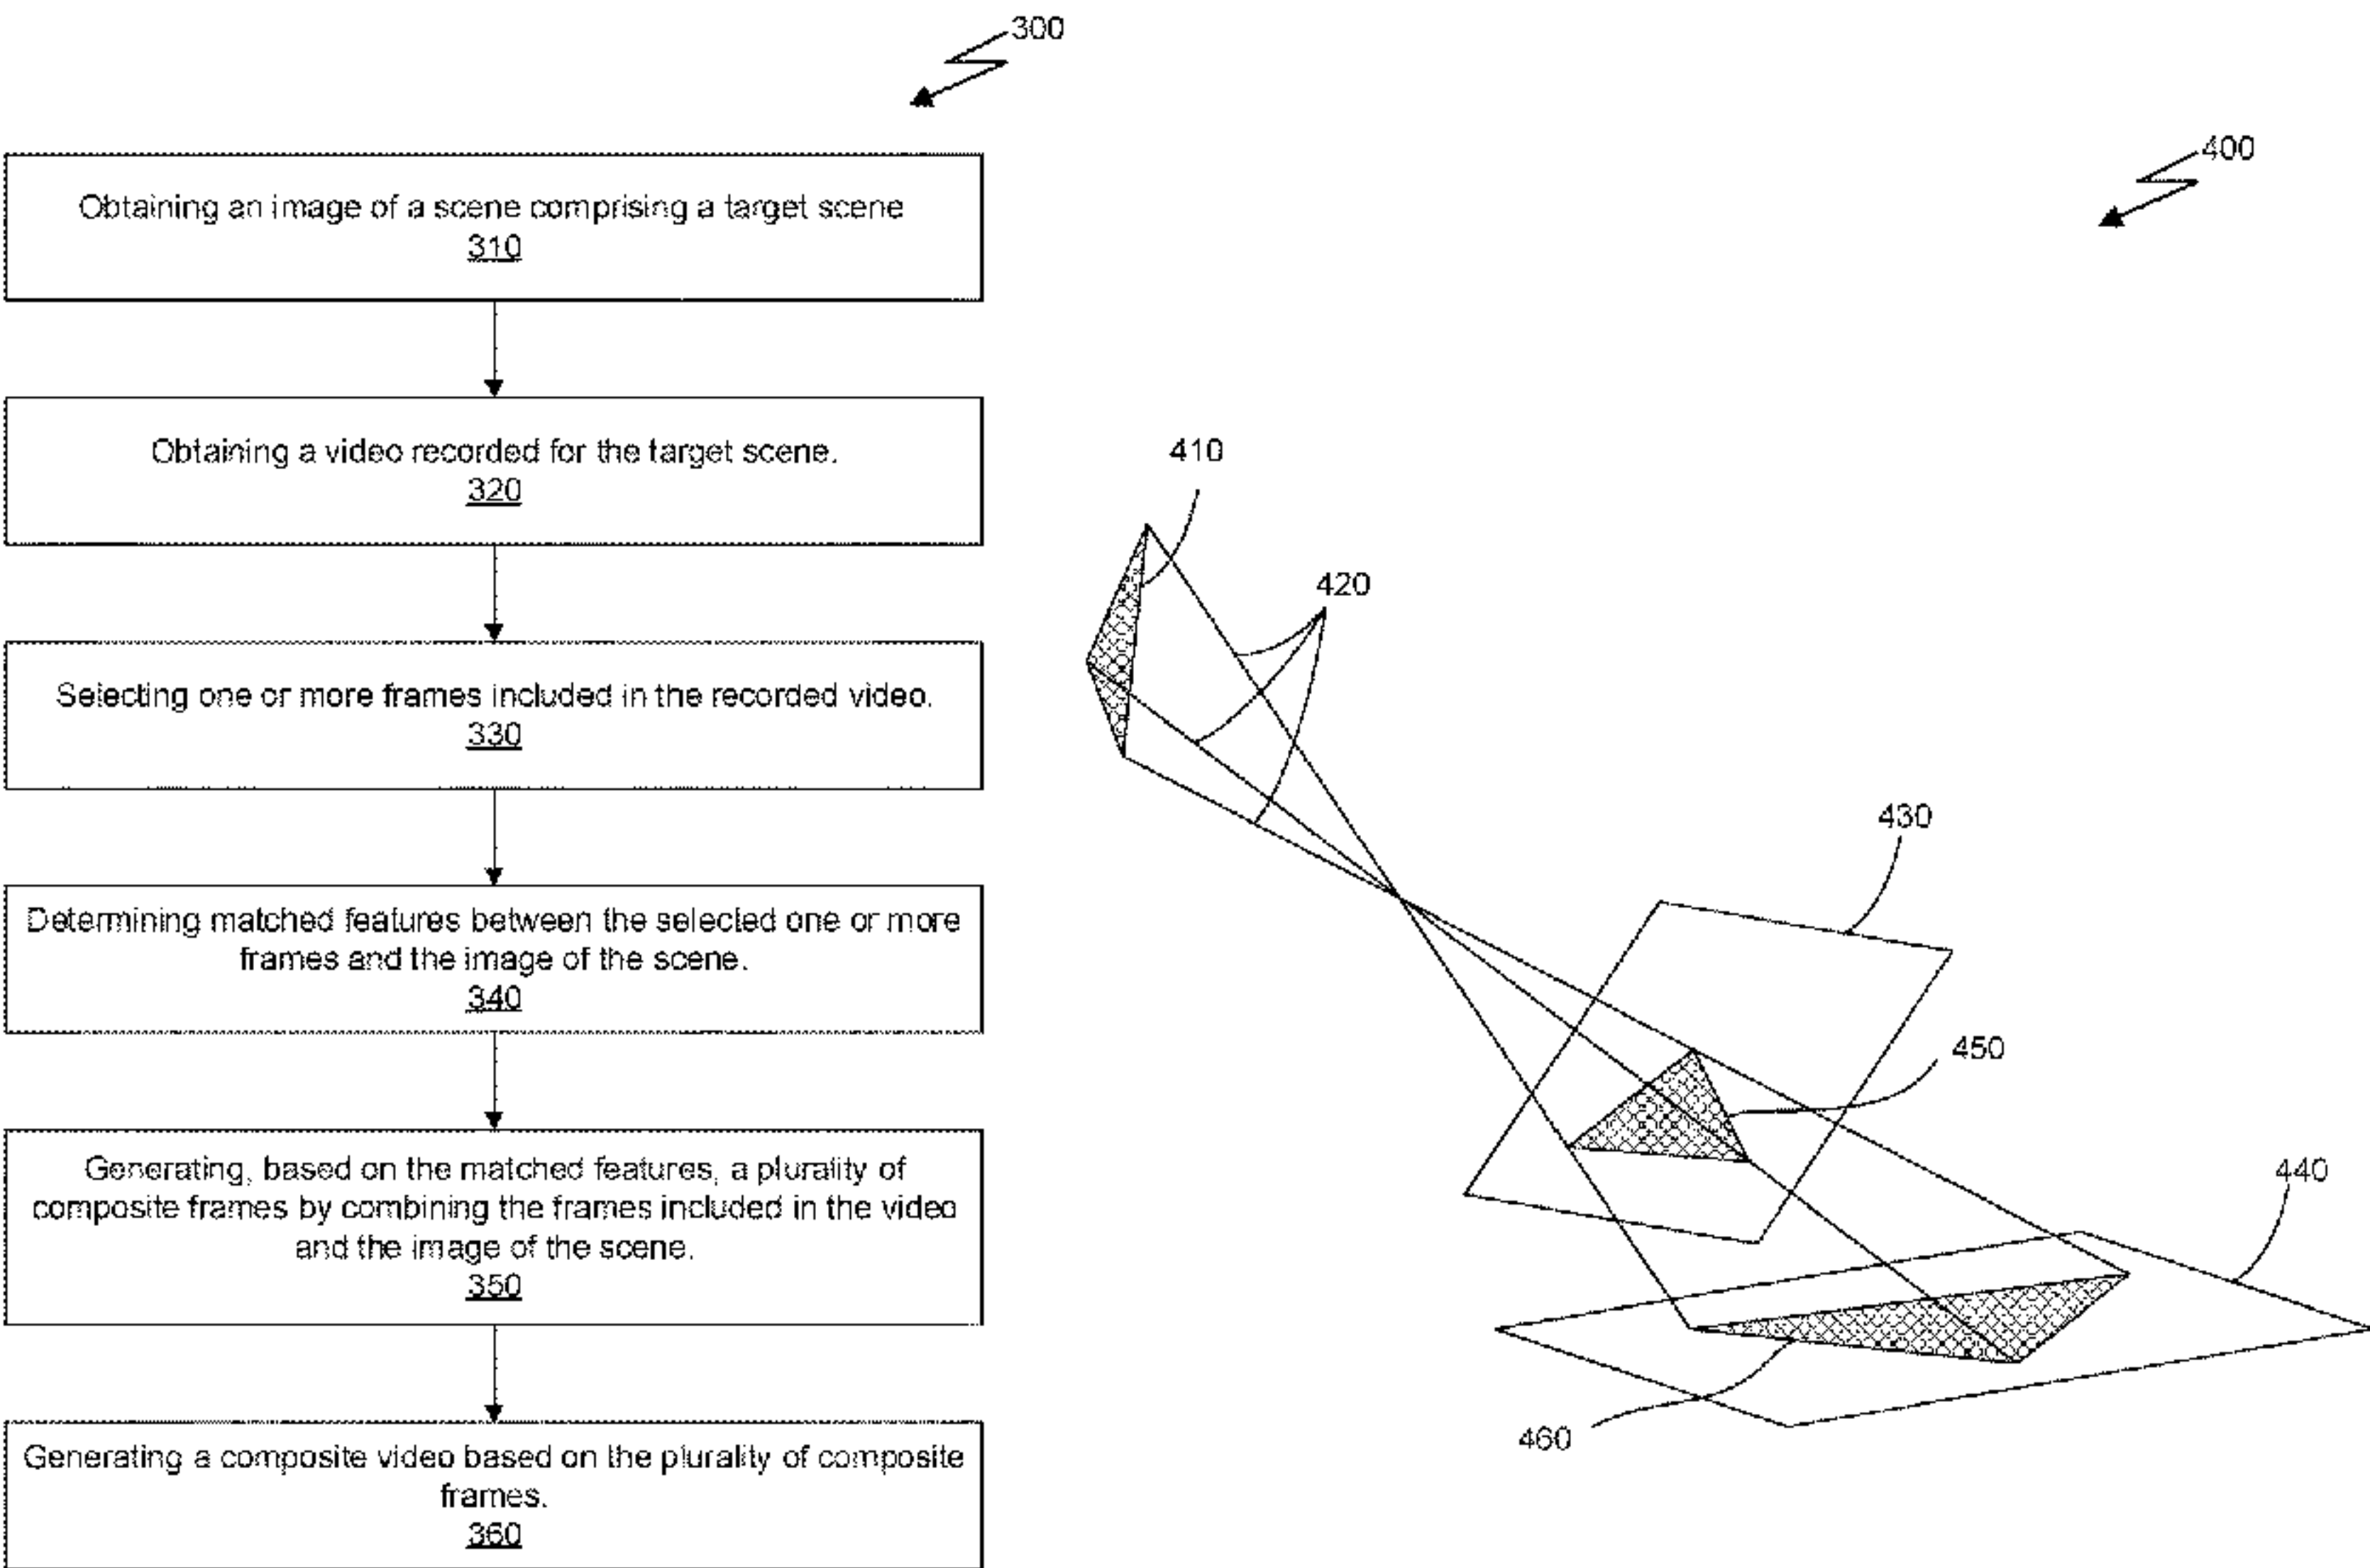 300
Obtaining an image of a scene comprising a target scene
310
Obtaining a video recorded for the target scene.
320
Selecting one or more frames included in the recorded video.
330
Determining matched features between the selected one or more
frames and the image of the scene.
340
Generating, based on the matched features, a plurality of
composite frames by combining the frames included in the video
and the image of the scene.
350
Generating a composite video based on the plurality of composite
frames.
360
400
410
420
430
450
440
460